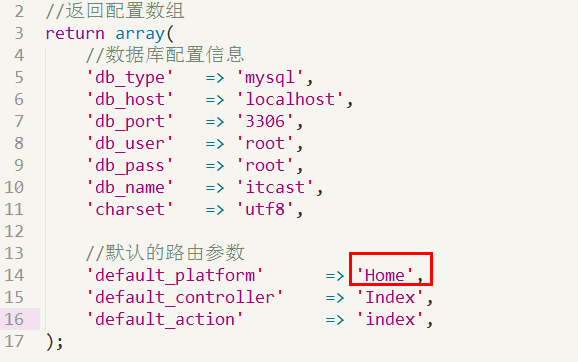 2 //返回配置数组
3 return array(
4 //数据库配置信息
5 'db_type' => 'mysql',
6 'db_host' => 'localhost',
7 'db_port' => '3306',
8 'db_user' => 'root',
9 'db_pass' => 'root',
10 'db_name' => 'itcast',
11 'charset' => 'utf8',
12
13 //默认的路由参数
14 'default_platform' => 'Home',
15 'default_controller' => 'Index',
16 'default_action' => 'index',
17 );